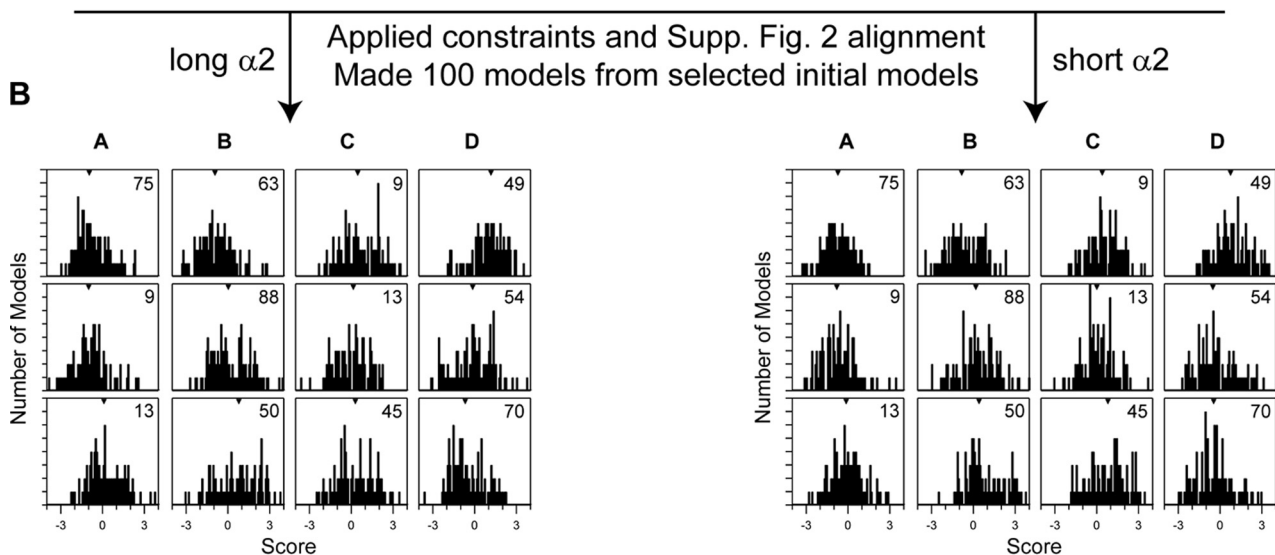 Applied constraints and Supp. Fig. 2 alignment
long α2
short α2
Made 100 models from selected initial models
B
A B C D
A B C D
Number of Models
75 63 9 49
9 88 13 54
13 50 45 70
-3 0 3 -3 0 3 -3 0 3 -3 0 3
Score
Number of Models
75 63 9 49
9 88 13 54
13 50 45 70
-3 0 3 -3 0 3 -3 0 3 -3 0 3
Score